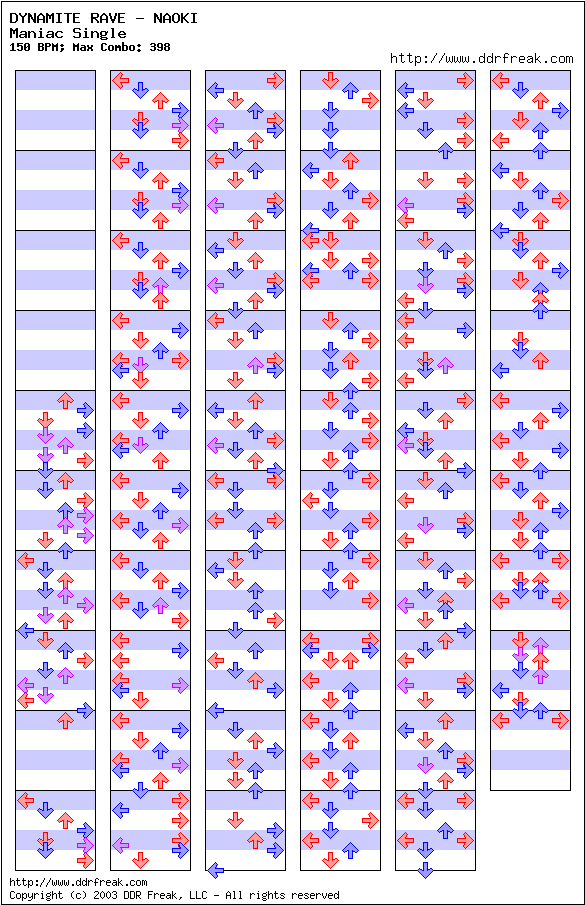 DYNAMITE RAVE - NAOKI
Maniac Single
150 BPM; Max Combo: 398
http://www.ddrfreak.com
http://www.ddrfreak.com
Copyright (c) 2003 DDR Freak, LLC - All rights reserved